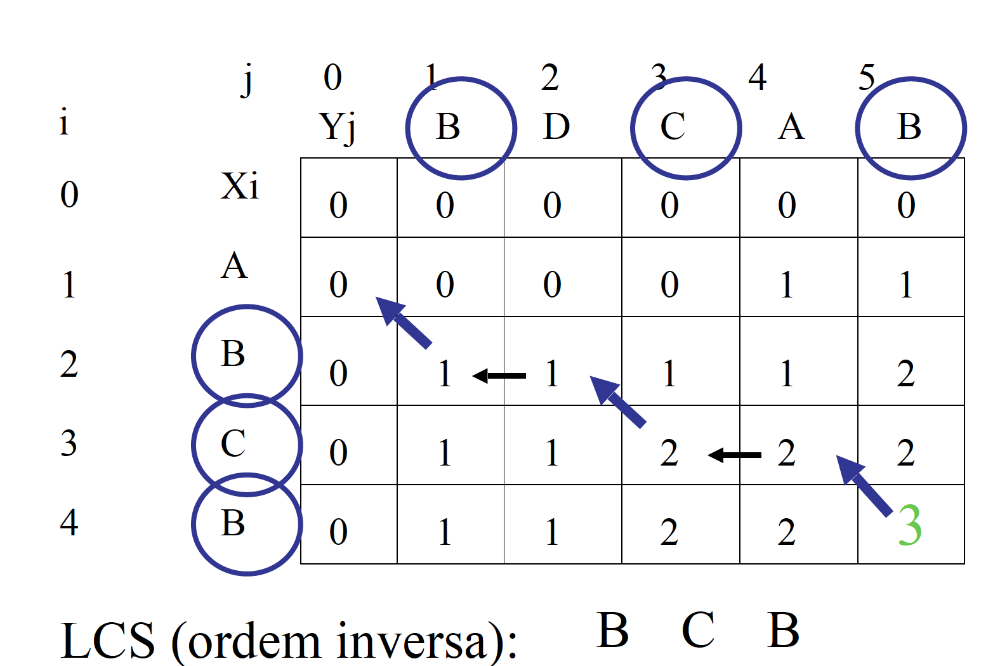 j 0 1 2 3 4 5
i Yj B D C A B
0 Xi 0 0 0 0 0 0
1 A 0 0 0 0 1 1
2 B 0 1 1 1 1 2
3 C 0 1 1 2 2 2
4 B 0 1 1 2 2 3
LCS (ordem inversa): B C B